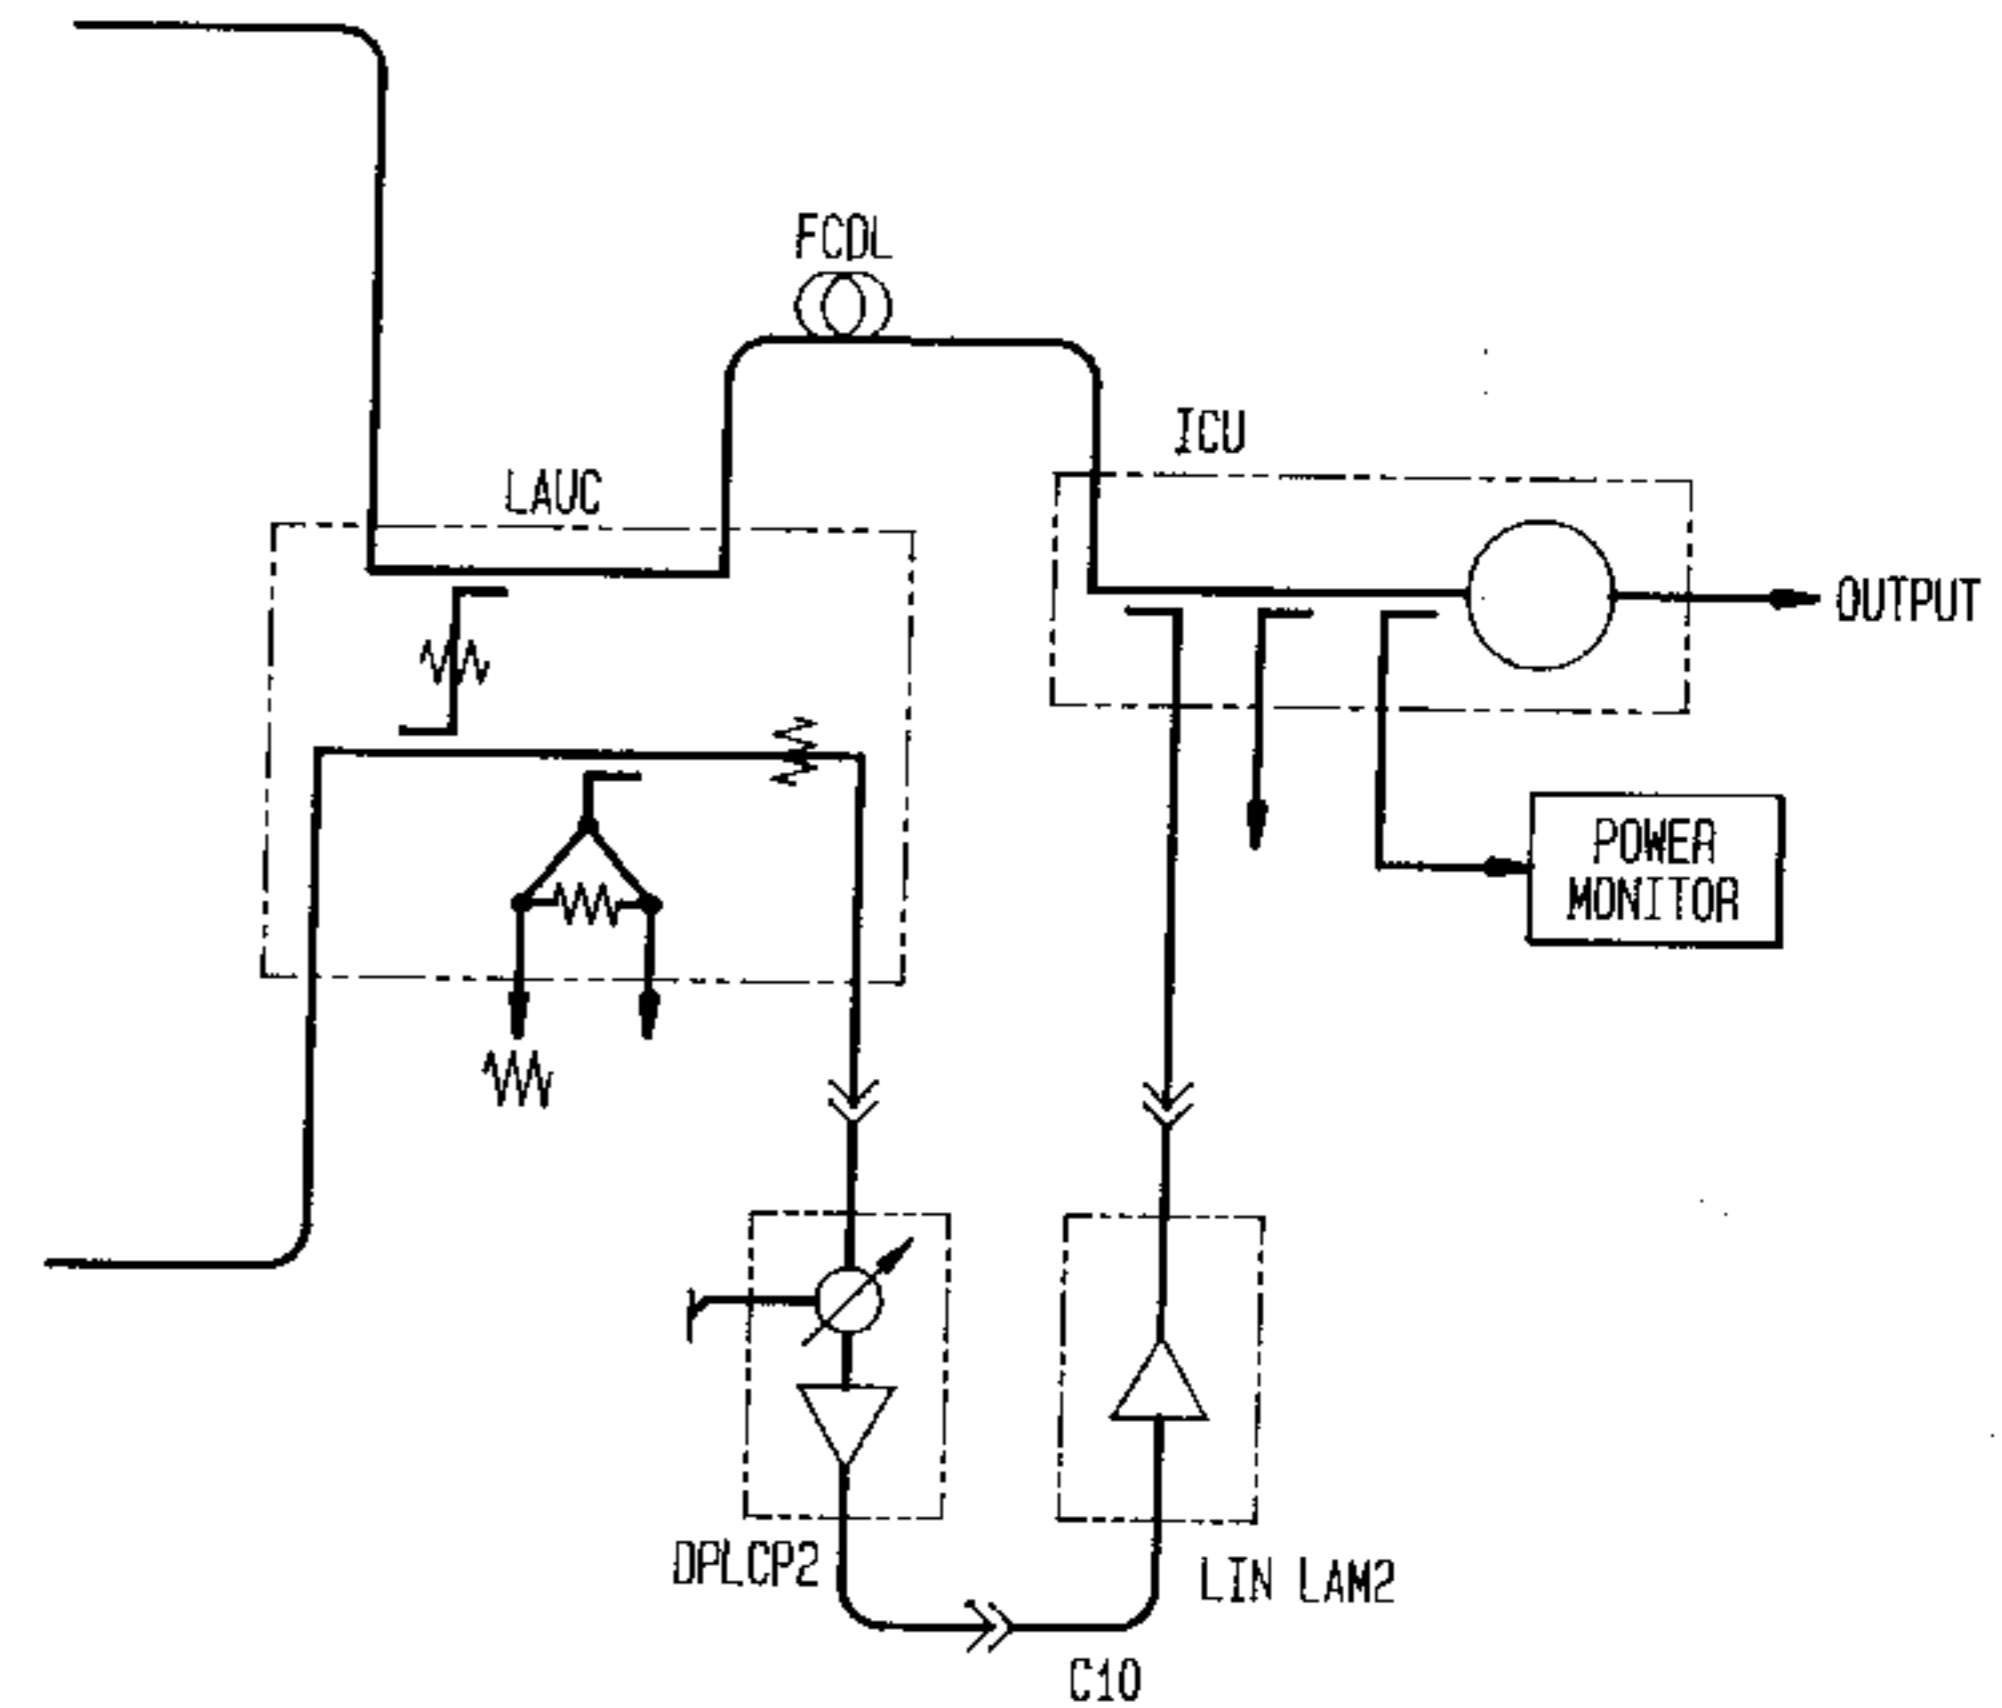 FCDL
ICU
LAUC
OUTPUT
POWER
MONITOR
DPLCP2
LIN LAM2
C10